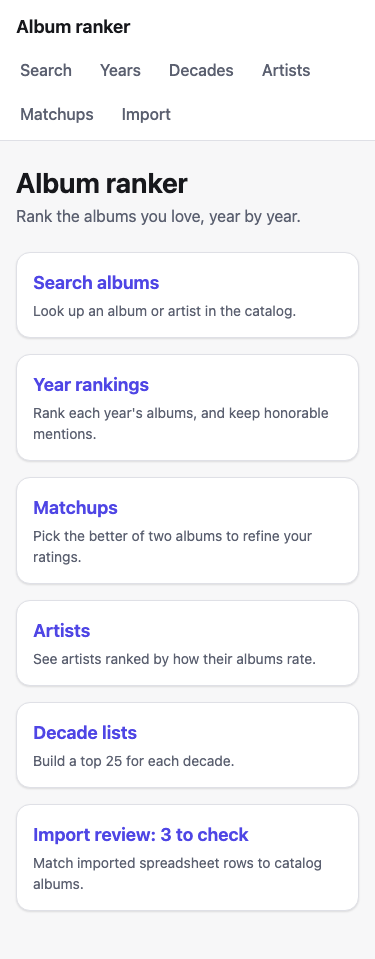 Album ranker
Search Years Decades Artists
Matchups Import
Album ranker
Rank the albums you love, year by year.
Search albums
Look up an album or artist in the catalog.
Year rankings
Rank each year's albums, and keep honorable
mentions.
Matchups
Pick the better of two albums to refine your
ratings.
Artists
See artists ranked by how their albums rate.
Decade lists
Build a top 25 for each decade.
Import review: 3 to check
Match imported spreadsheet rows to catalog
albums.